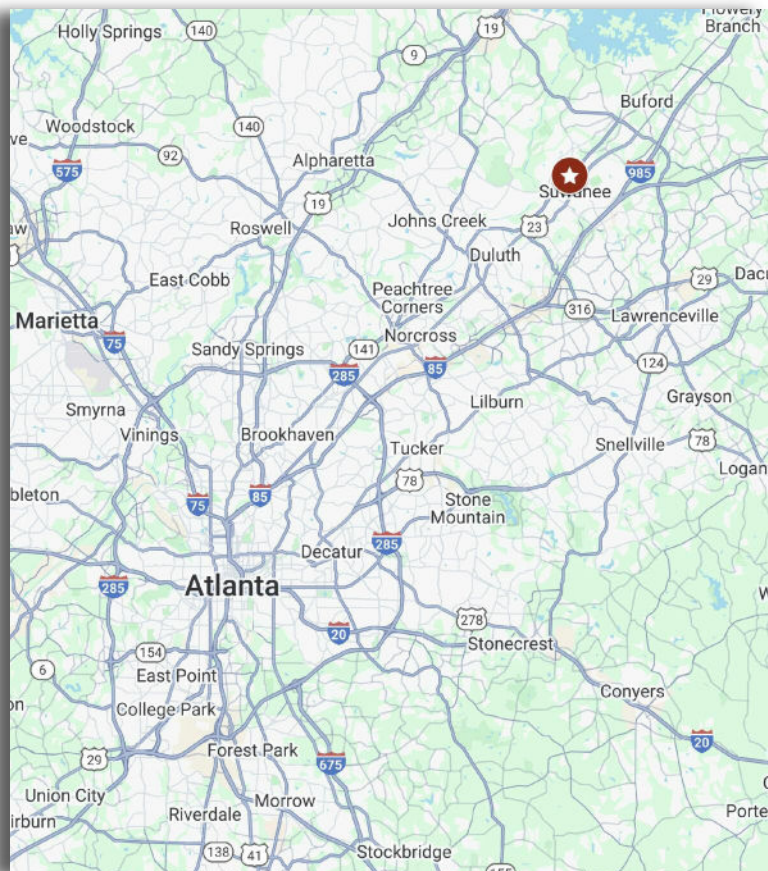 Flowery
Branch
Holly Springs
140
19
9
Buford
Woodstock
140
ve
92
Alpharetta
575
985
Suwanee
19
Johns Creek
23
aw
Roswell
Duluth
East Cobb
29
Dacu
Peachtree
Corners
316
Marietta
Lawrenceville
75
Norcross
Sandy Springs
141
285
85
124
Lilburn
Grayson
Smyrna
Vinings
Brookhaven
Tucker
Snellville
78
Logan
78
bleton
75
85
Stone
Mountain
Decatur
285
Atlanta
285
20
278
Stonecrest
154
6
East Point
on
Conyers
College Park
20
29
Forest Park
675
Union City
Morrow
Porte
irburn
Riverdale
138
41
Stockbridge